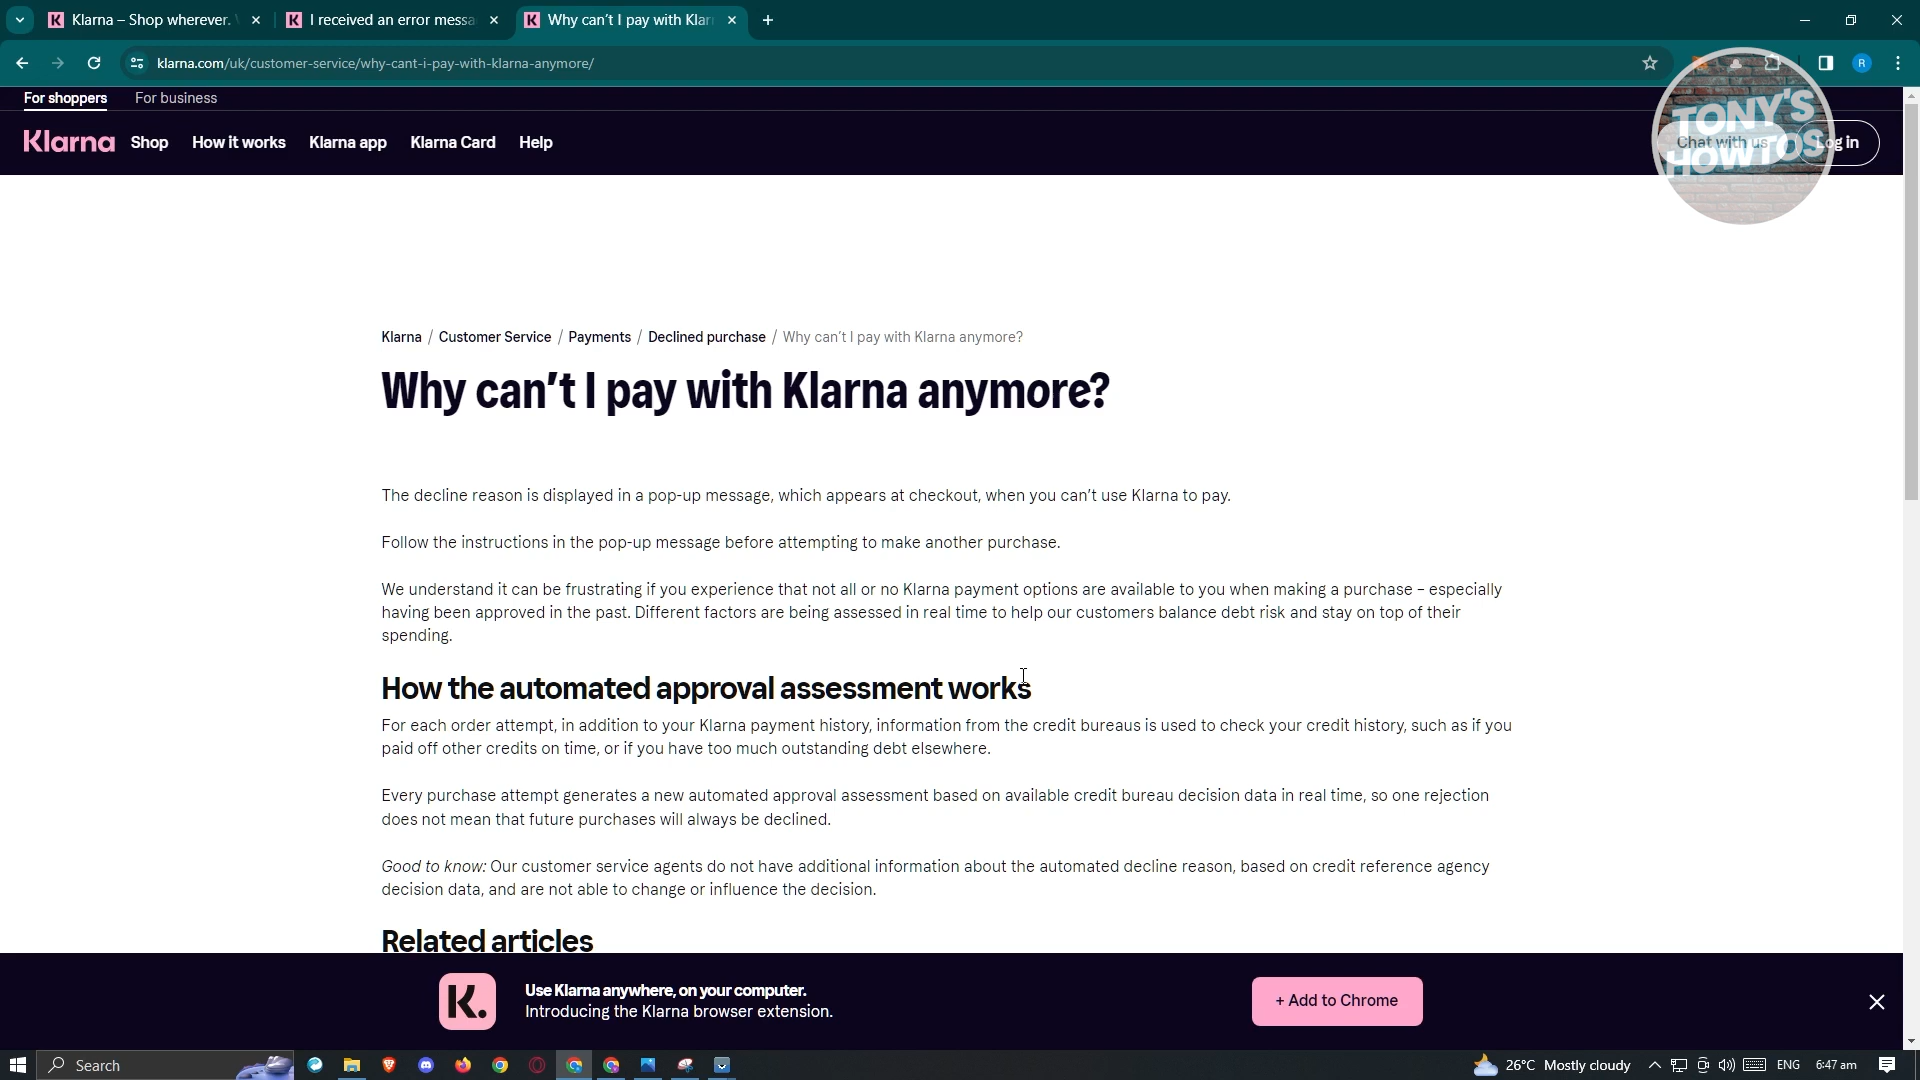 Klarna – Shop wherever.
I received an error messa
Why can't I pay with Klar
klarna.com/uk/customer-service/why-cant-i-pay-with-klarna-anymore/
R
For shoppers
For business
Klarna
Shop
How it works
Klarna app
Klarna Card
Help
Chat with us
Log in
TONY'S
HOWTOS
Klarna / Customer Service / Payments / Declined purchase / Why can't I pay with Klarna anymore?
Why can't I pay with Klarna anymore?
The decline reason is displayed in a pop-up message, which appears at checkout, when you can't use Klarna to pay.
Follow the instructions in the pop-up message before attempting to make another purchase.
We understand it can be frustrating if you experience that not all or no Klarna payment options are available to you when making a purchase – especially
having been approved in the past. Different factors are being assessed in real time to help our customers balance debt risk and stay on top of their
spending.
How the automated approval assessment works
For each order attempt, in addition to your Klarna payment history, information from the credit bureaus is used to check your credit history, such as if you
paid off other credits on time, or if you have too much outstanding debt elsewhere.
Every purchase attempt generates a new automated approval assessment based on available credit bureau decision data in real time, so one rejection
does not mean that future purchases will always be declined.
Good to know: Our customer service agents do not have additional information about the automated decline reason, based on credit reference agency
decision data, and are not able to change or influence the decision.
Related articles
K.
Use Klarna anywhere, on your computer.
Introducing the Klarna browser extension.
+ Add to Chrome
Search
26°C Mostly cloudy
ENG
6:47 am